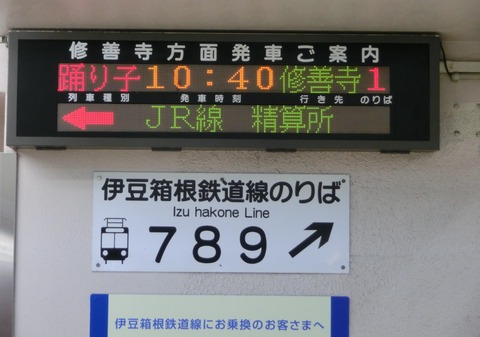 修善寺方面発車ご案内
踊り子 10:40 修善寺 1
列車種別 発車時刻 行き先 のりば
← JR線 精算所
伊豆箱根鉄道線のりば
Izu hakone Line
7 8 9 ↗
伊豆箱根鉄道線にお乗換のお客さまへ